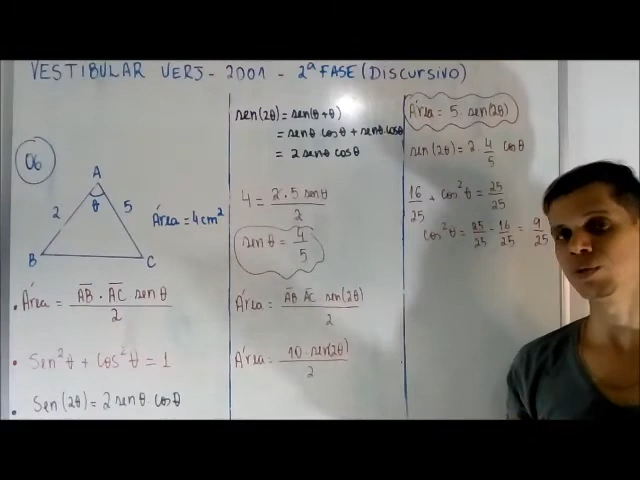 VESTIBULAR UERJ - 2001 - 2ª FASE (DISCURSIVO)
06
A
θ
2
5
B
C
Área = 4cm²
• Área = AB . AC senθ / 2
• Sen²θ + cos²θ = 1
• Sen(2θ) = 2 senθ cosθ
sen(2θ) = sen(θ + θ)
= senθ cosθ + senθ cosθ
= 2 senθ cosθ
4 = 2 . 5 senθ / 2
senθ = 4/5
Área = AB AC sen(2θ) / 2
Área = 10 . sen(2θ) / 2
Área = 5 . sen(2θ)
sen(2θ) = 2 . 4/5 cosθ
16/25 + cos²θ = 25/25
cos²θ = 25/25 - 16/25 = 9/25